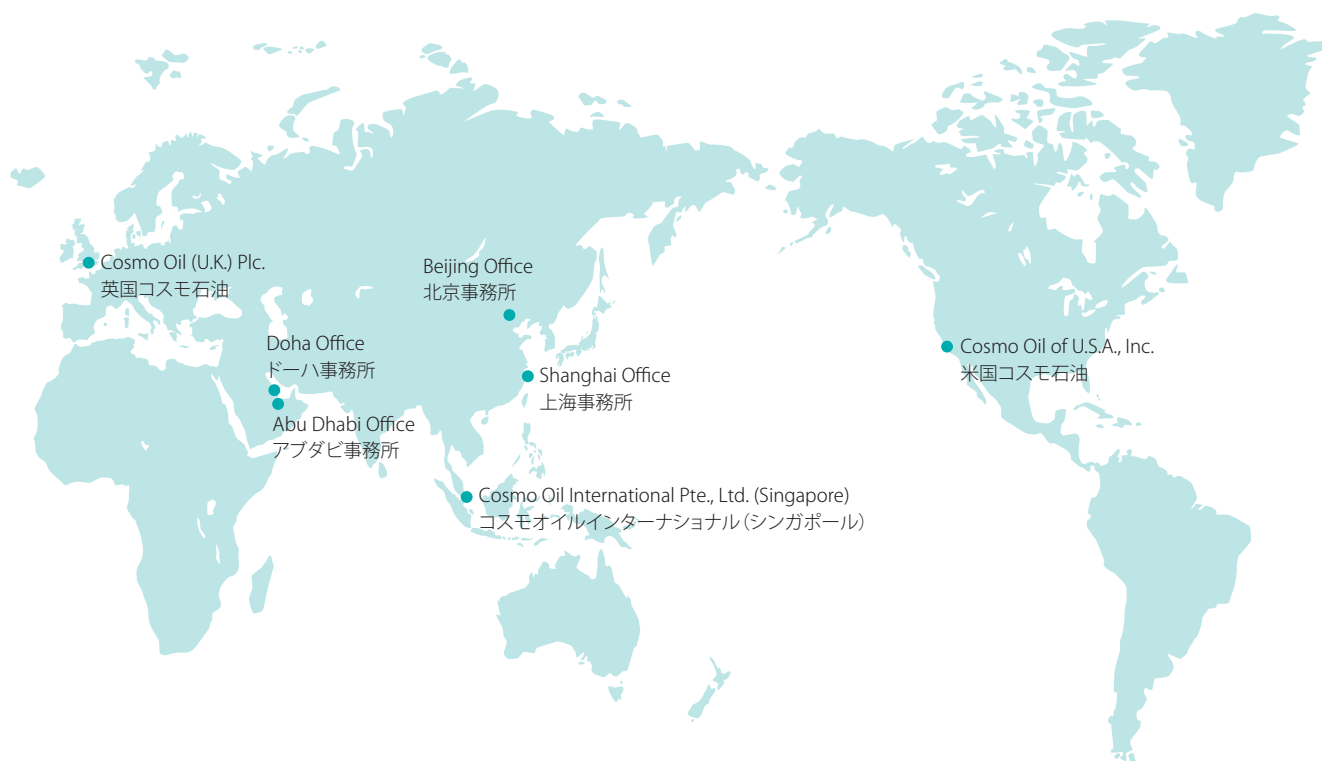 Cosmo Oil (U.K.) Plc.
英国コスモ石油
Beijing Office
北京事務所
Doha Office
ドーハ事務所
Abu Dhabi Office
アブダビ事務所
Shanghai Office
上海事務所
Cosmo Oil of U.S.A., Inc.
米国コスモ石油
Cosmo Oil International Pte., Ltd. (Singapore)
コスモオイルインターナショナル（シンガポール）